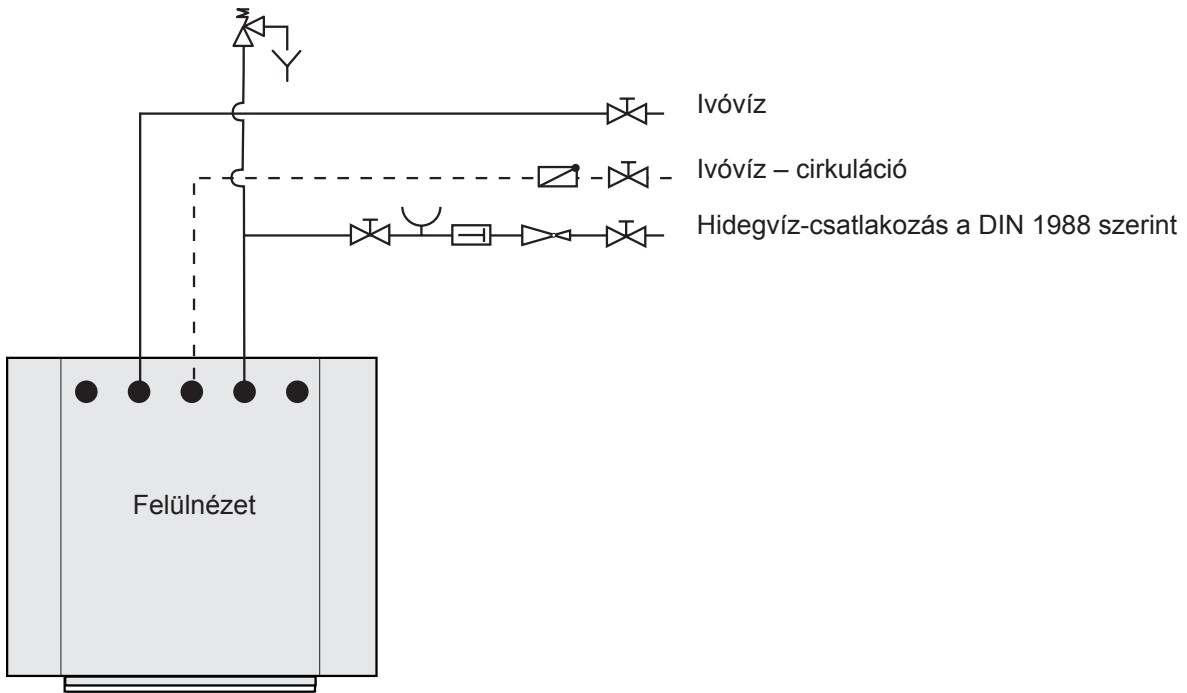 Ivóvíz
Ivóvíz – cirkuláció
Hidegvíz-csatlakozás a DIN 1988 szerint
Felülnézet